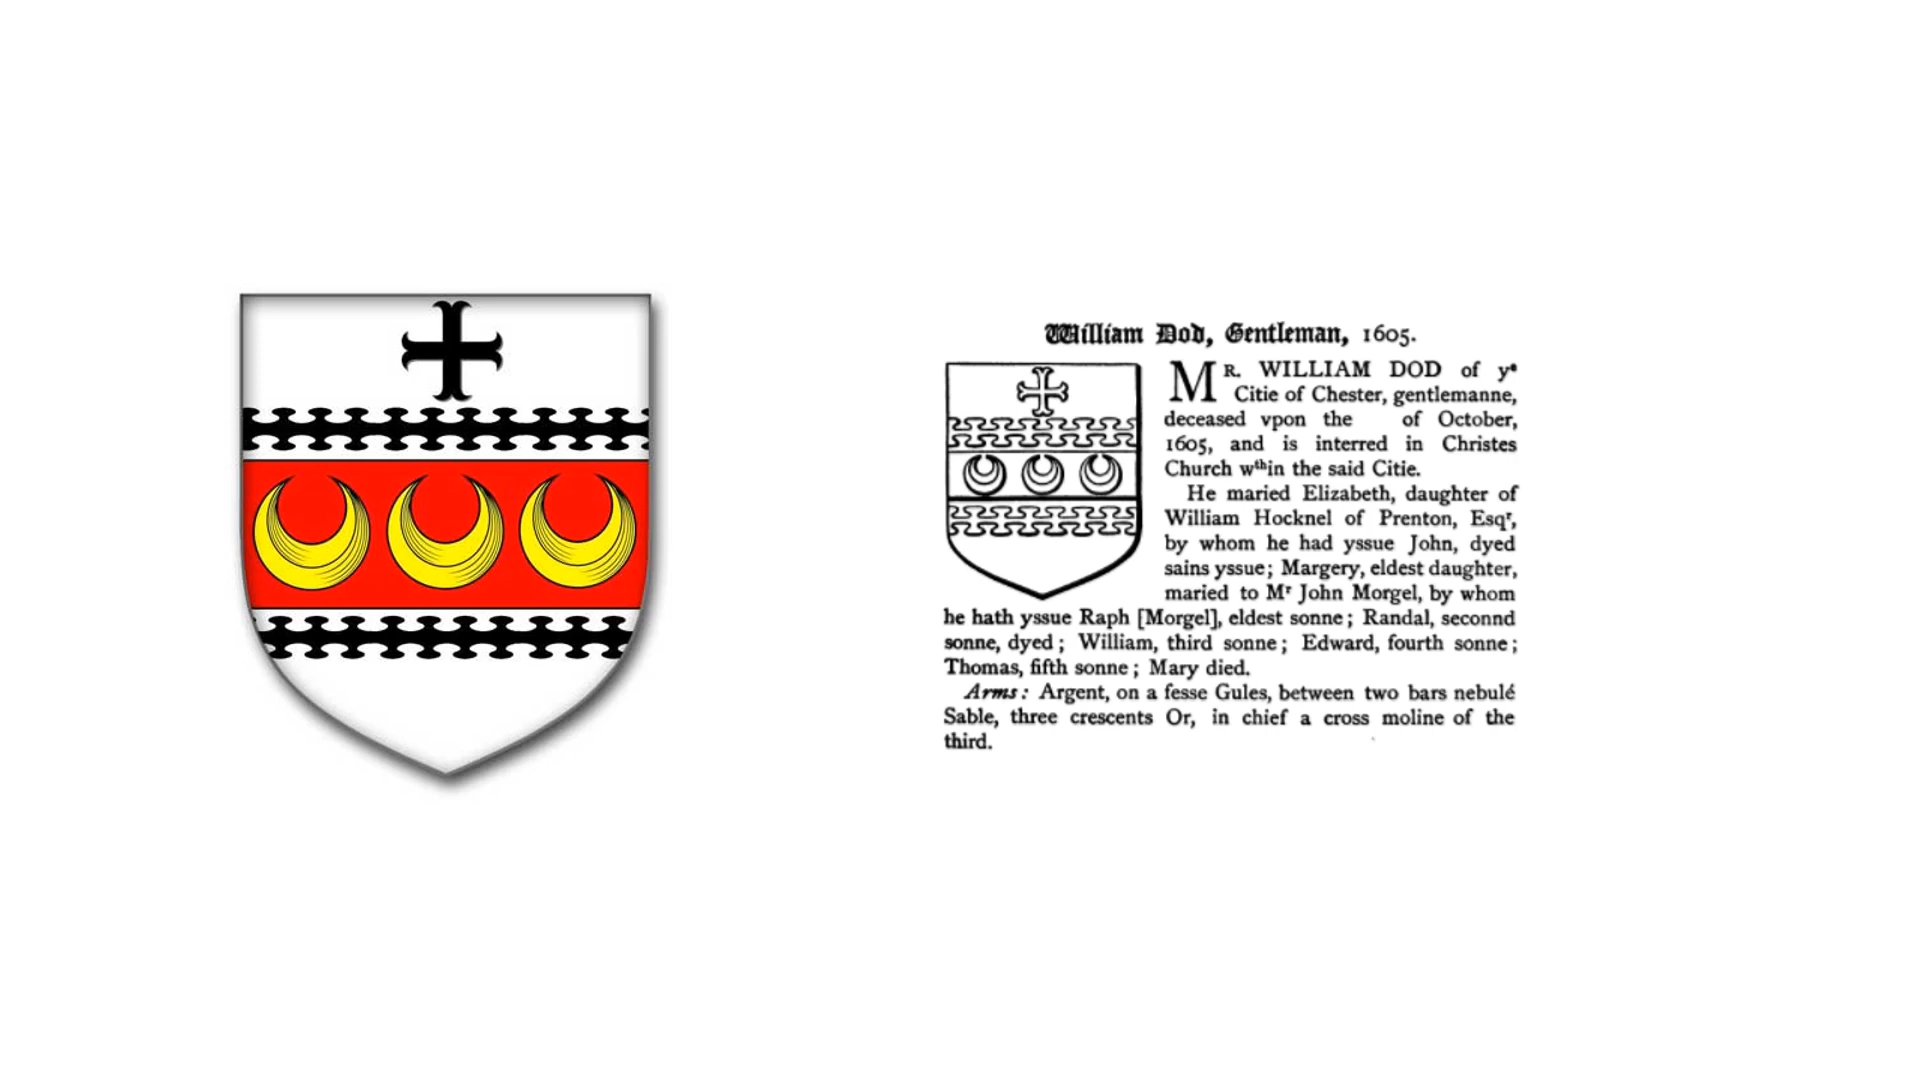 William Dod, Gentleman, 1605.
MR. WILLIAM DOD of yᵉ
Citie of Chester, gentlemanne,
deceased vpon the of October,
1605, and is interred in Christes
Church wᵗʰin the said Citie.
He maried Elizabeth, daughter of
William Hocknel of Prenton, Esqʳ,
by whom he had yssue John, dyed
sains yssue; Margery, eldest daughter,
maried to Mʳ John Morgel, by whom
he hath yssue Raph [Morgel], eldest sonne; Randal, seconnd
sonne, dyed; William, third sonne; Edward, fourth sonne;
Thomas, fifth sonne; Mary died.
Arms: Argent, on a fesse Gules, between two bars nebulé
Sable, three crescents Or, in chief a cross moline of the
third.